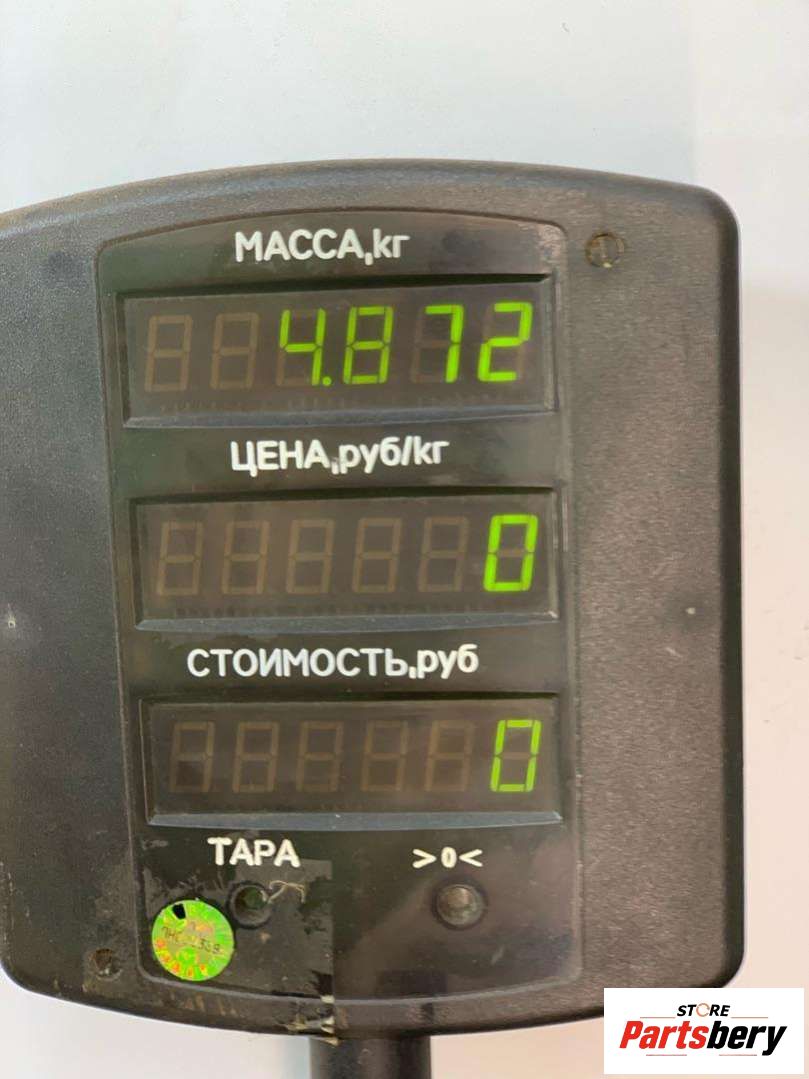 МАССА,кг
4.872
ЦЕНА,руб/кг
0
СТОИМОСТЬ,руб
0
ТАРА >0<
STORE
Partsbery